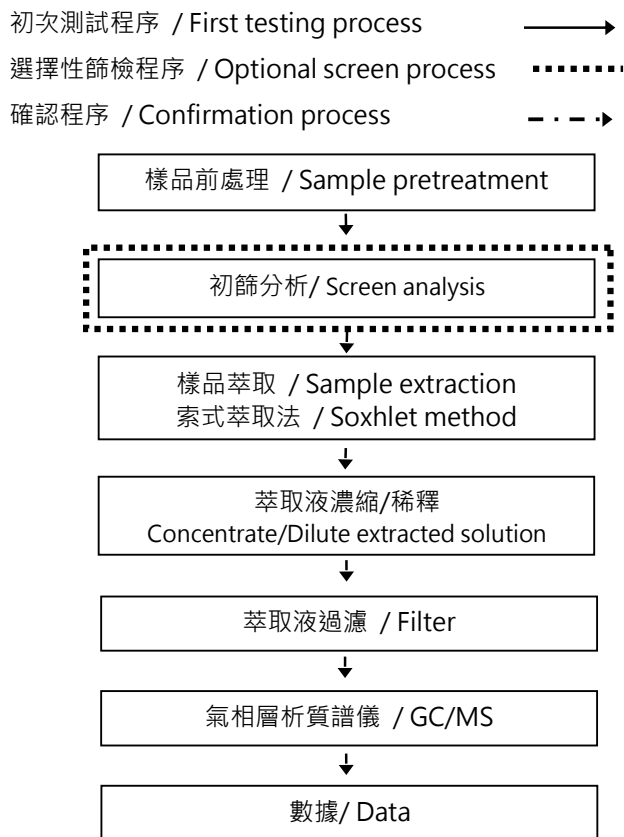 初次測試程序 / First testing process
選擇性篩檢程序 / Optional screen process
確認程序 / Confirmation process
樣品前處理 / Sample pretreatment
初篩分析/ Screen analysis
樣品萃取 / Sample extraction
索式萃取法 / Soxhlet method
萃取液濃縮/稀釋
Concentrate/Dilute extracted solution
萃取液過濾 / Filter
氣相層析質譜儀 / GC/MS
數據/ Data